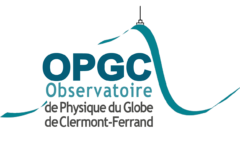 OPGC
Observatoire
de Physique du Globe
de Clermont-Ferrand